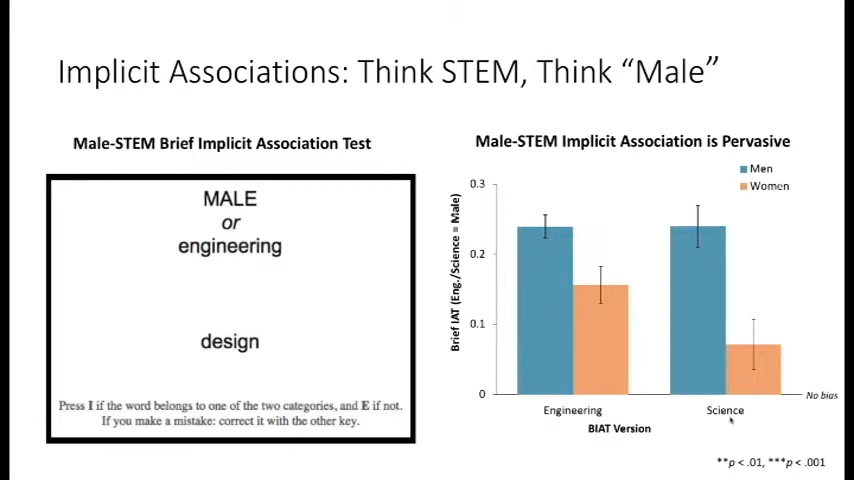 Implicit Associations: Think STEM, Think “Male”
Male-STEM Brief Implicit Association Test
MALE
or
engineering
design
Press I if the word belongs to one of the two categories, and E if not.
If you make a mistake: correct it with the other key.
Male-STEM Implicit Association is Pervasive
Men
Women
Brief IAT (Eng./Science = Male)
0.3
0.2
0.1
0
No bias
Engineering
Science
BIAT Version
**p < .01, ***p < .001